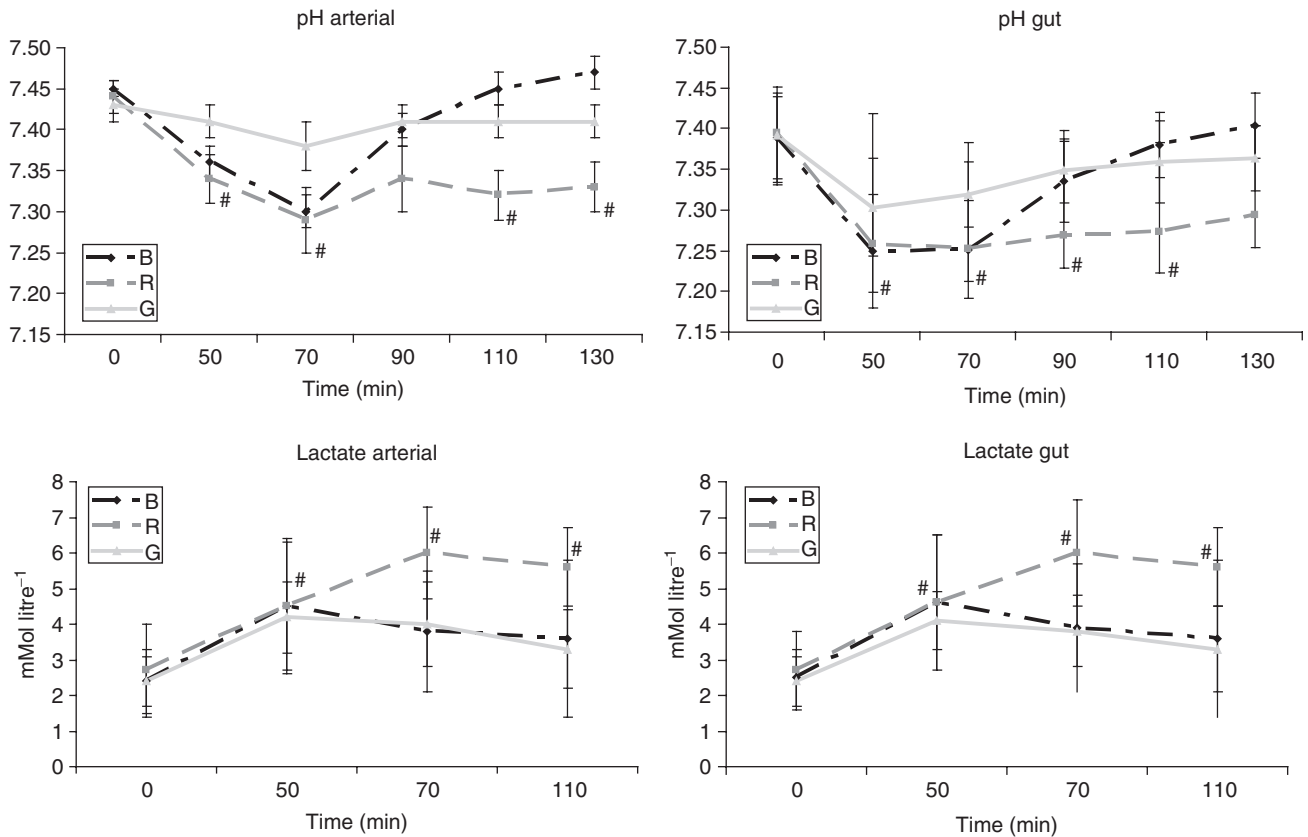 pH arterial
7.50
7.45
7.40
7.35
7.30
7.25
7.20
7.15
#
#
#
#
B
R
G
0 50 70 90 110 130
Time (min)
pH gut
7.50
7.45
7.40
7.35
7.30
7.25
7.20
7.15
#
#
#
#
B
R
G
0 50 70 90 110 130
Time (min)
Lactate arterial
mMol litre⁻¹
8
7
6
5
4
3
2
1
0
B
R
G
#
#
#
0 50 70 110
Time (min)
Lactate gut
mMol litre⁻¹
8
7
6
5
4
3
2
1
0
B
R
G
#
#
#
0 50 70 110
Time (min)